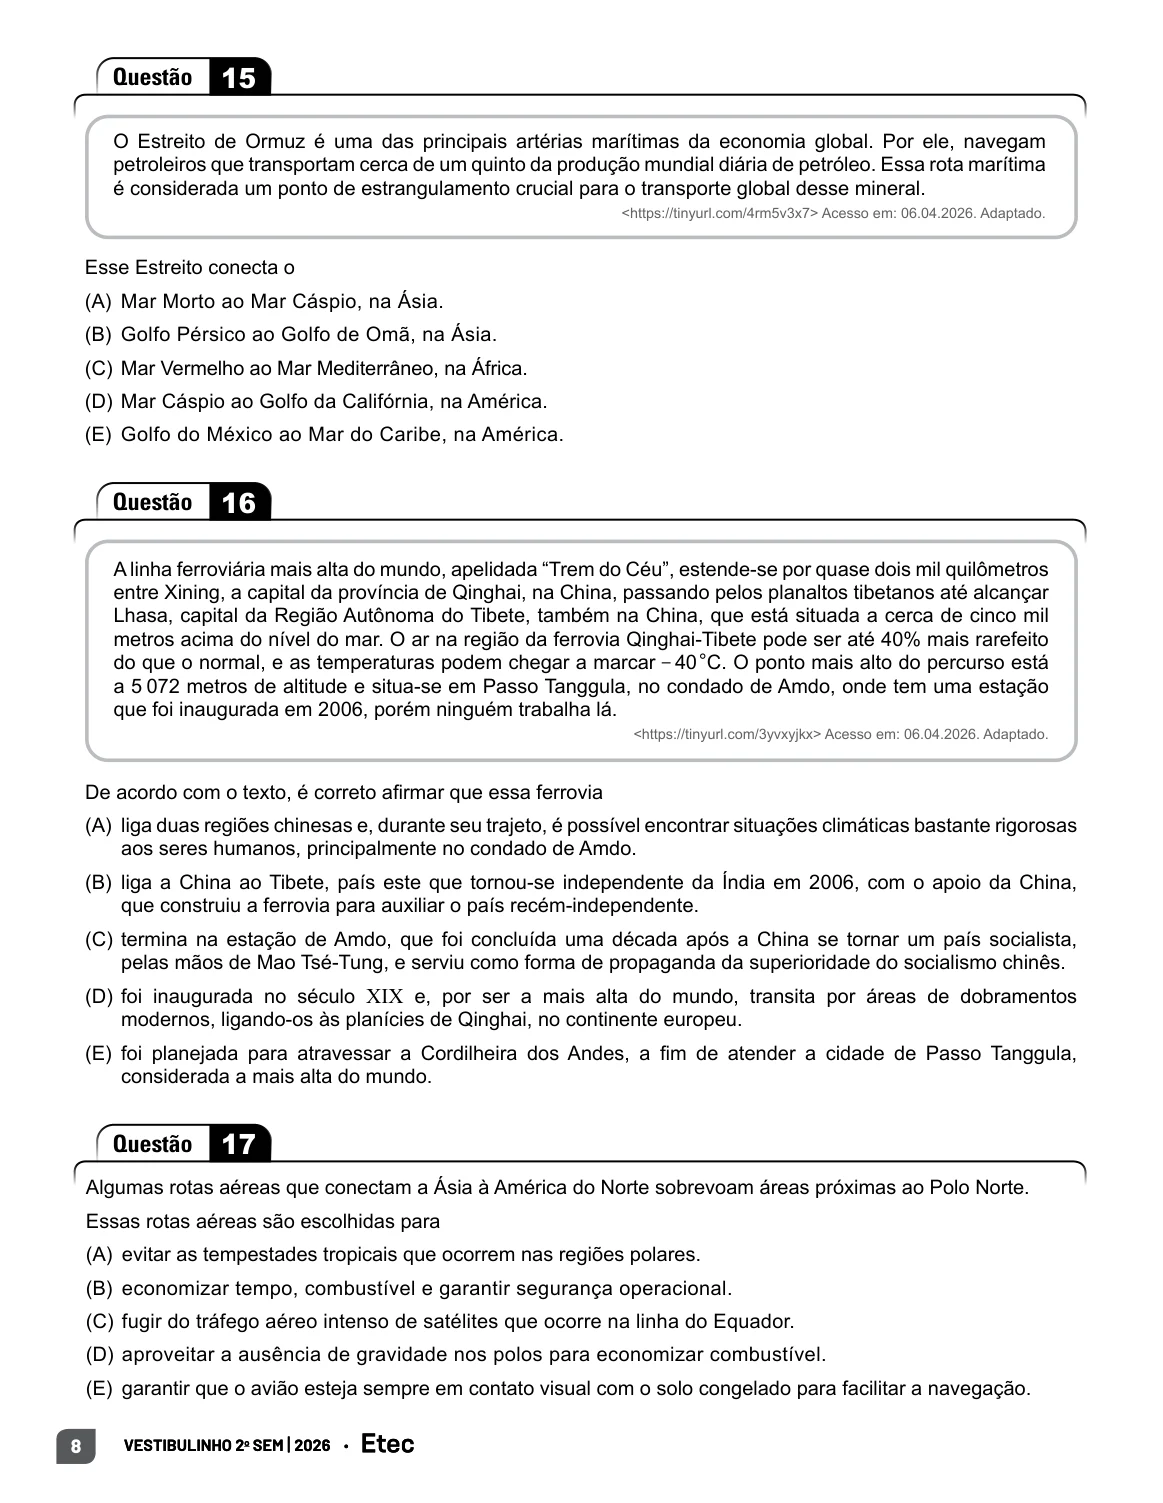 Questão 15
O Estreito de Ormuz é uma das principais artérias marítimas da economia global. Por ele, navegam
petroleiros que transportam cerca de um quinto da produção mundial diária de petróleo. Essa rota marítima
é considerada um ponto de estrangulamento crucial para o transporte global desse mineral.
<https://tinyurl.com/4rm5v3x7> Acesso em: 06.04.2026. Adaptado.
Esse Estreito conecta o
(A) Mar Morto ao Mar Cáspio, na Ásia.
(B) Golfo Pérsico ao Golfo de Omã, na Ásia.
(C) Mar Vermelho ao Mar Mediterrâneo, na África.
(D) Mar Cáspio ao Golfo da Califórnia, na América.
(E) Golfo do México ao Mar do Caribe, na América.
Questão 16
A linha ferroviária mais alta do mundo, apelidada “Trem do Céu”, estende-se por quase dois mil quilômetros
entre Xining, a capital da província de Qinghai, na China, passando pelos planaltos tibetanos até alcançar
Lhasa, capital da Região Autônoma do Tibete, também na China, que está situada a cerca de cinco mil
metros acima do nível do mar. O ar na região da ferrovia Qinghai-Tibete pode ser até 40% mais rarefeito
do que o normal, e as temperaturas podem chegar a marcar – 40 °C. O ponto mais alto do percurso está
a 5 072 metros de altitude e situa-se em Passo Tanggula, no condado de Amdo, onde tem uma estação
que foi inaugurada em 2006, porém ninguém trabalha lá.
<https://tinyurl.com/3yvxyjkx> Acesso em: 06.04.2026. Adaptado.
De acordo com o texto, é correto afirmar que essa ferrovia
(A) liga duas regiões chinesas e, durante seu trajeto, é possível encontrar situações climáticas bastante rigorosas
aos seres humanos, principalmente no condado de Amdo.
(B) liga a China ao Tibete, país este que tornou-se independente da Índia em 2006, com o apoio da China,
que construiu a ferrovia para auxiliar o país recém-independente.
(C) termina na estação de Amdo, que foi concluída uma década após a China se tornar um país socialista,
pelas mãos de Mao Tsé-Tung, e serviu como forma de propaganda da superioridade do socialismo chinês.
(D) foi inaugurada no século XIX e, por ser a mais alta do mundo, transita por áreas de dobramentos
modernos, ligando-os às planícies de Qinghai, no continente europeu.
(E) foi planejada para atravessar a Cordilheira dos Andes, a fim de atender a cidade de Passo Tanggula,
considerada a mais alta do mundo.
Questão 17
Algumas rotas aéreas que conectam a Ásia à América do Norte sobrevoam áreas próximas ao Polo Norte.
Essas rotas aéreas são escolhidas para
(A) evitar as tempestades tropicais que ocorrem nas regiões polares.
(B) economizar tempo, combustível e garantir segurança operacional.
(C) fugir do tráfego aéreo intenso de satélites que ocorre na linha do Equador.
(D) aproveitar a ausência de gravidade nos polos para economizar combustível.
(E) garantir que o avião esteja sempre em contato visual com o solo congelado para facilitar a navegação.
8 VESTIBULINHO 2º SEM | 2026 • Etec